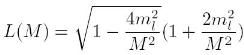 L(M) = \sqrt{1 - \frac{4m_l^2}{M^2}} (1 + \frac{2m_l^2}{M^2})